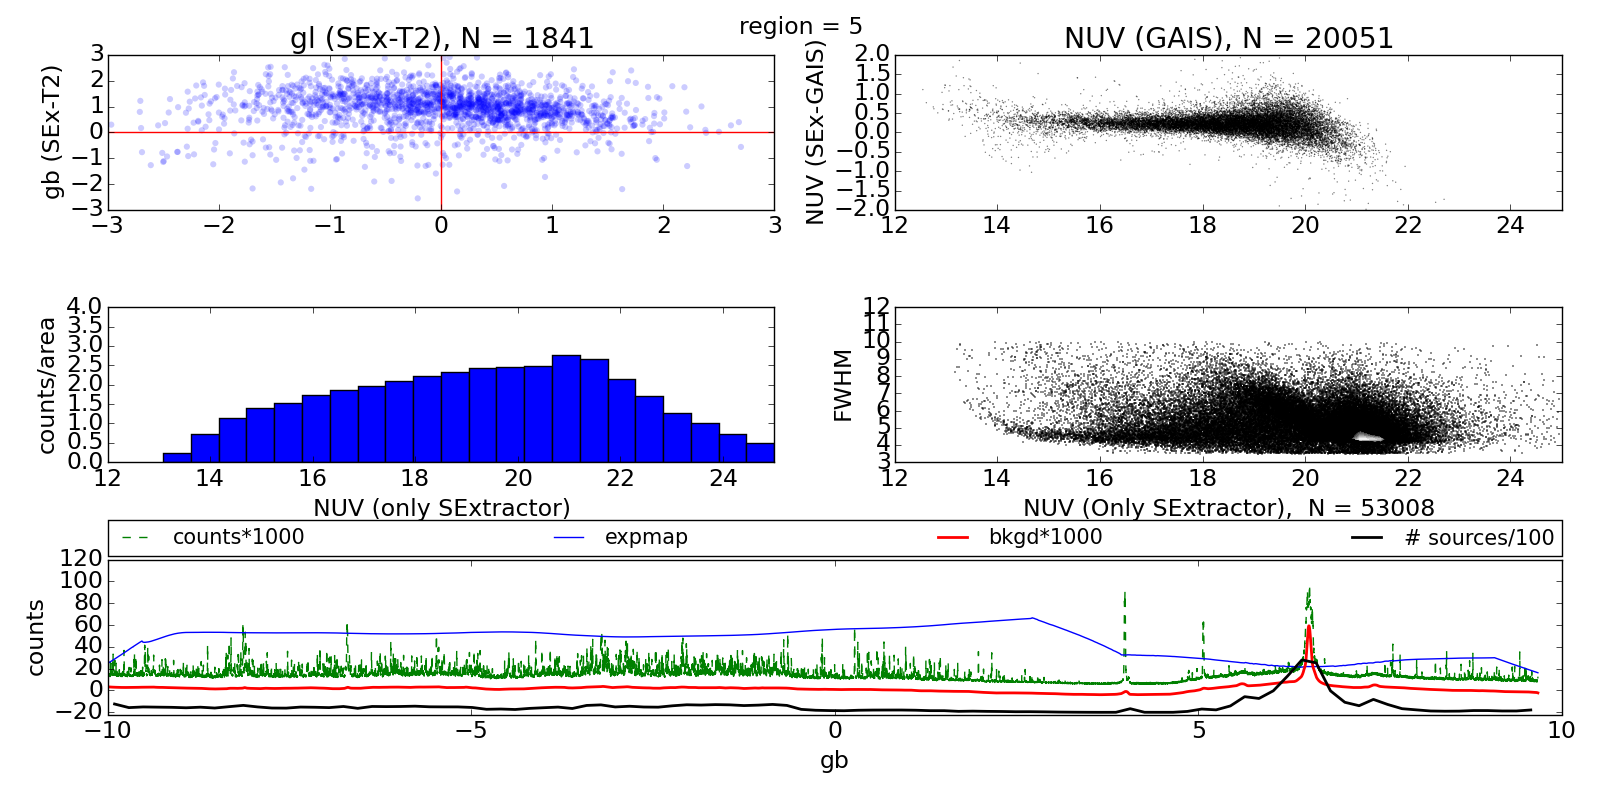 region = 5
gl (SEx-T2), N = 1841
gb (SEx-T2)
3
2
1
0
−1
−2
−3
−3 −2 −1 0 1 2 3
NUV (GAIS), N = 20051
NUV (SEx-GAIS)
2.0
1.5
1.0
0.5
0.0
−0.5
−1.0
−1.5
−2.0
12 14 16 18 20 22 24
counts/area
4.0
3.5
3.0
2.5
2.0
1.5
1.0
0.5
0.0
12 14 16 18 20 22 24
NUV (only SExtractor)
FWHM
12
11
10
9
8
7
6
5
4
3
12 14 16 18 20 22 24
NUV (Only SExtractor), N = 53008
counts*1000 expmap bkgd*1000 # sources/100
counts
120
100
80
60
40
20
0
−20
−10 −5 0 5 10
gb